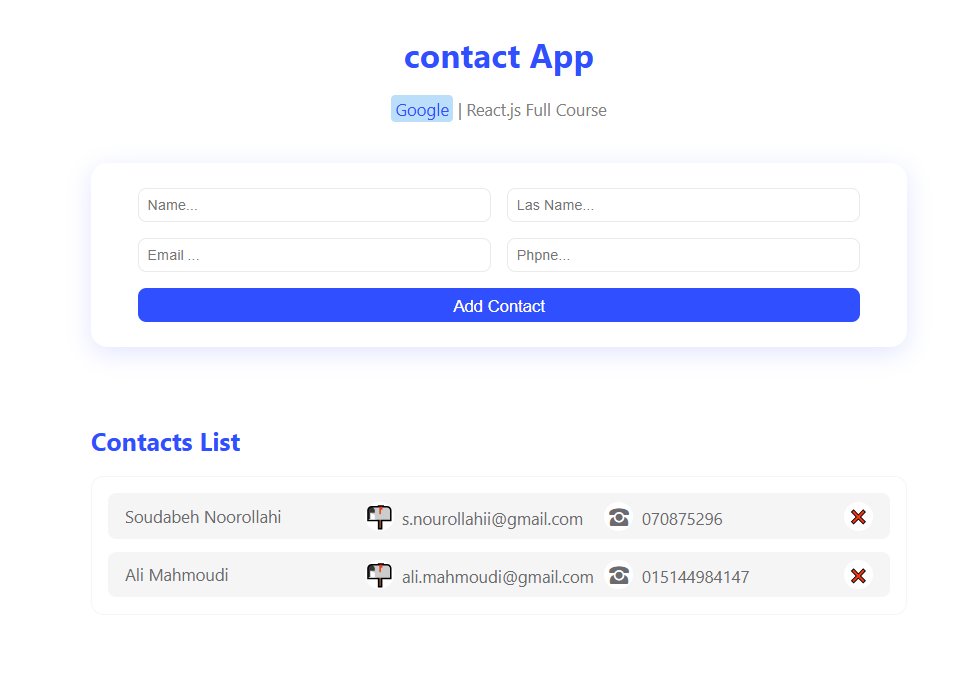 contact App
Google | React.js Full Course
Name... Las Name...
Email ... Phpne...
Add Contact
Contacts List
Soudabeh Noorollahi s.nourollahii@gmail.com 070875296
Ali Mahmoudi ali.mahmoudi@gmail.com 015144984147